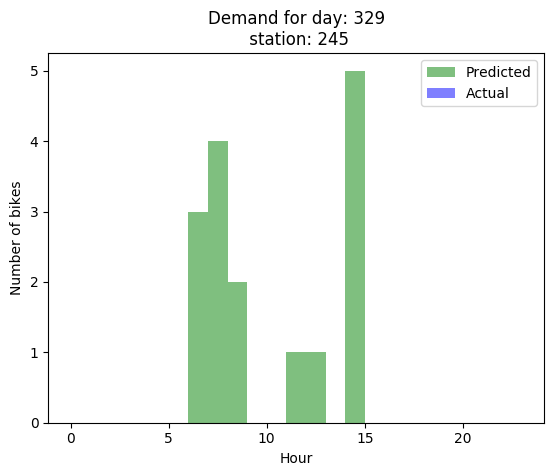 Demand for day: 329
station: 245
Predicted
Actual
5
4
3
2
1
0
Number of bikes
0 5 10 15 20
Hour